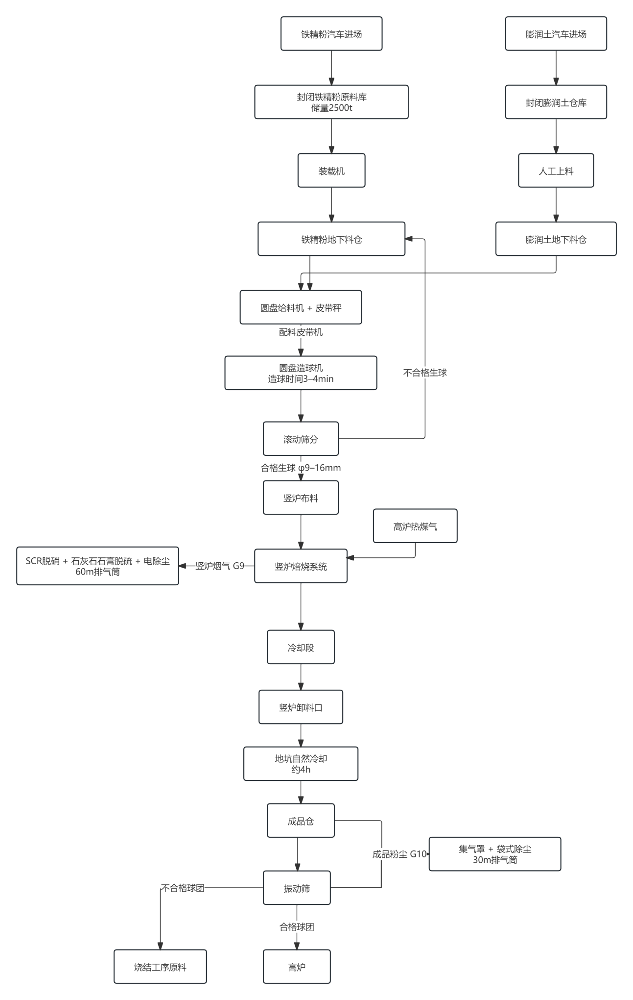 铁精粉汽车进场
膨润土汽车进场
封闭铁精粉原料库
储量2500t
封闭膨润土仓库
装载机
人工上料
铁精粉地下料仓
膨润土地下料仓
圆盘给料机 + 皮带秤
配料皮带机
圆盘造球机
造球时间3–4min
不合格生球
滚动筛分
合格生球 φ9–16mm
竖炉布料
高炉热煤气
SCR脱硝 + 石灰石石膏脱硫 + 电除尘
60m排气筒
竖炉烟气 G9
竖炉焙烧系统
冷却段
竖炉卸料口
地坑自然冷却
约4h
成品仓
成品粉尘 G10
集气罩 + 袋式除尘
30m排气筒
振动筛
不合格球团
合格球团
烧结工序原料
高炉